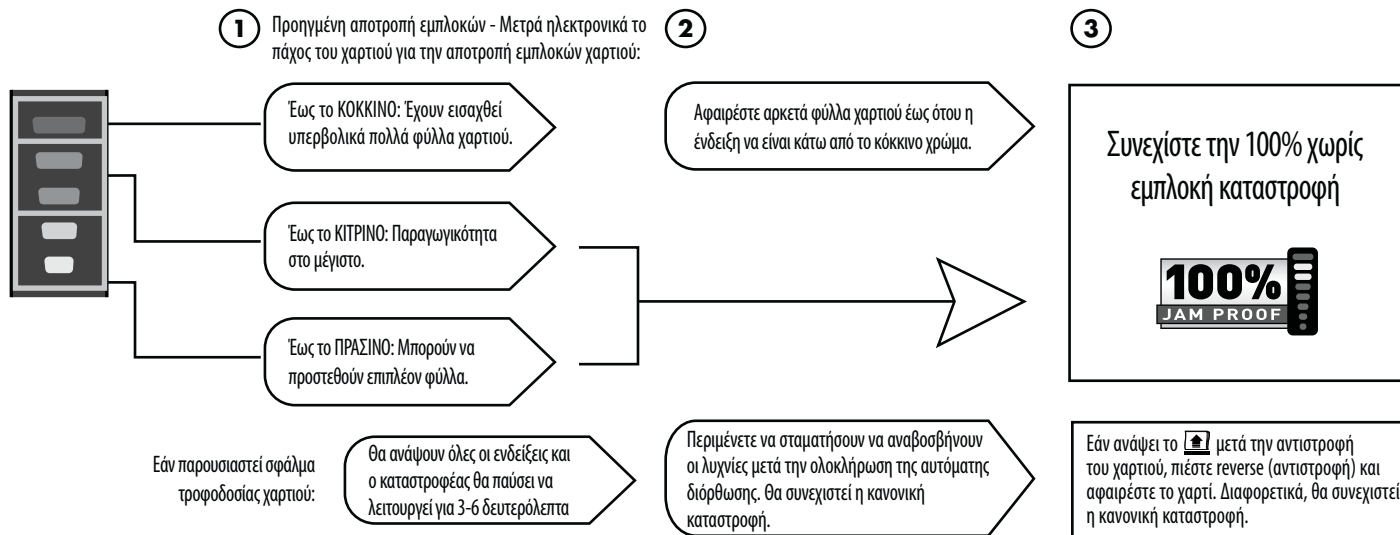 1
Προηγμένη αποτροπή εμπλοκών - Μετρά ηλεκτρονικά το
πάχος του χαρτιού για την αποτροπή εμπλοκών χαρτιού:
2
3
Έως το ΚΟΚΚΙΝΟ: Έχουν εισαχθεί
υπερβολικά πολλά φύλλα χαρτιού.
Αφαιρέστε αρκετά φύλλα χαρτιού έως ότου η
ένδειξη να είναι κάτω από το κόκκινο χρώμα.
Συνεχίστε την 100% χωρίς
εμπλοκή καταστροφή
100%
JAM PROOF
Έως το ΚΙΤΡΙΝΟ: Παραγωγικότητα
στο μέγιστο.
Έως το ΠΡΑΣΙΝΟ: Μπορούν να
προστεθούν επιπλέον φύλλα.
Εάν παρουσιαστεί σφάλμα
τροφοδοσίας χαρτιού:
Θα ανάψουν όλες οι ενδείξεις και
ο καταστροφέας θα παύσει να
λειτουργεί για 3-6 δευτερόλεπτα
Περιμένετε να σταματήσουν να αναβοσβήνουν
οι λυχνίες μετά την ολοκλήρωση της αυτόματης
διόρθωσης. Θα συνεχιστεί η κανονική
καταστροφή.
Εάν ανάψει το μετά την αντιστροφή
του χαρτιού, πιέστε reverse (αντιστροφή) και
αφαιρέστε το χαρτί. Διαφορετικά, θα συνεχιστεί
η κανονική καταστροφή.